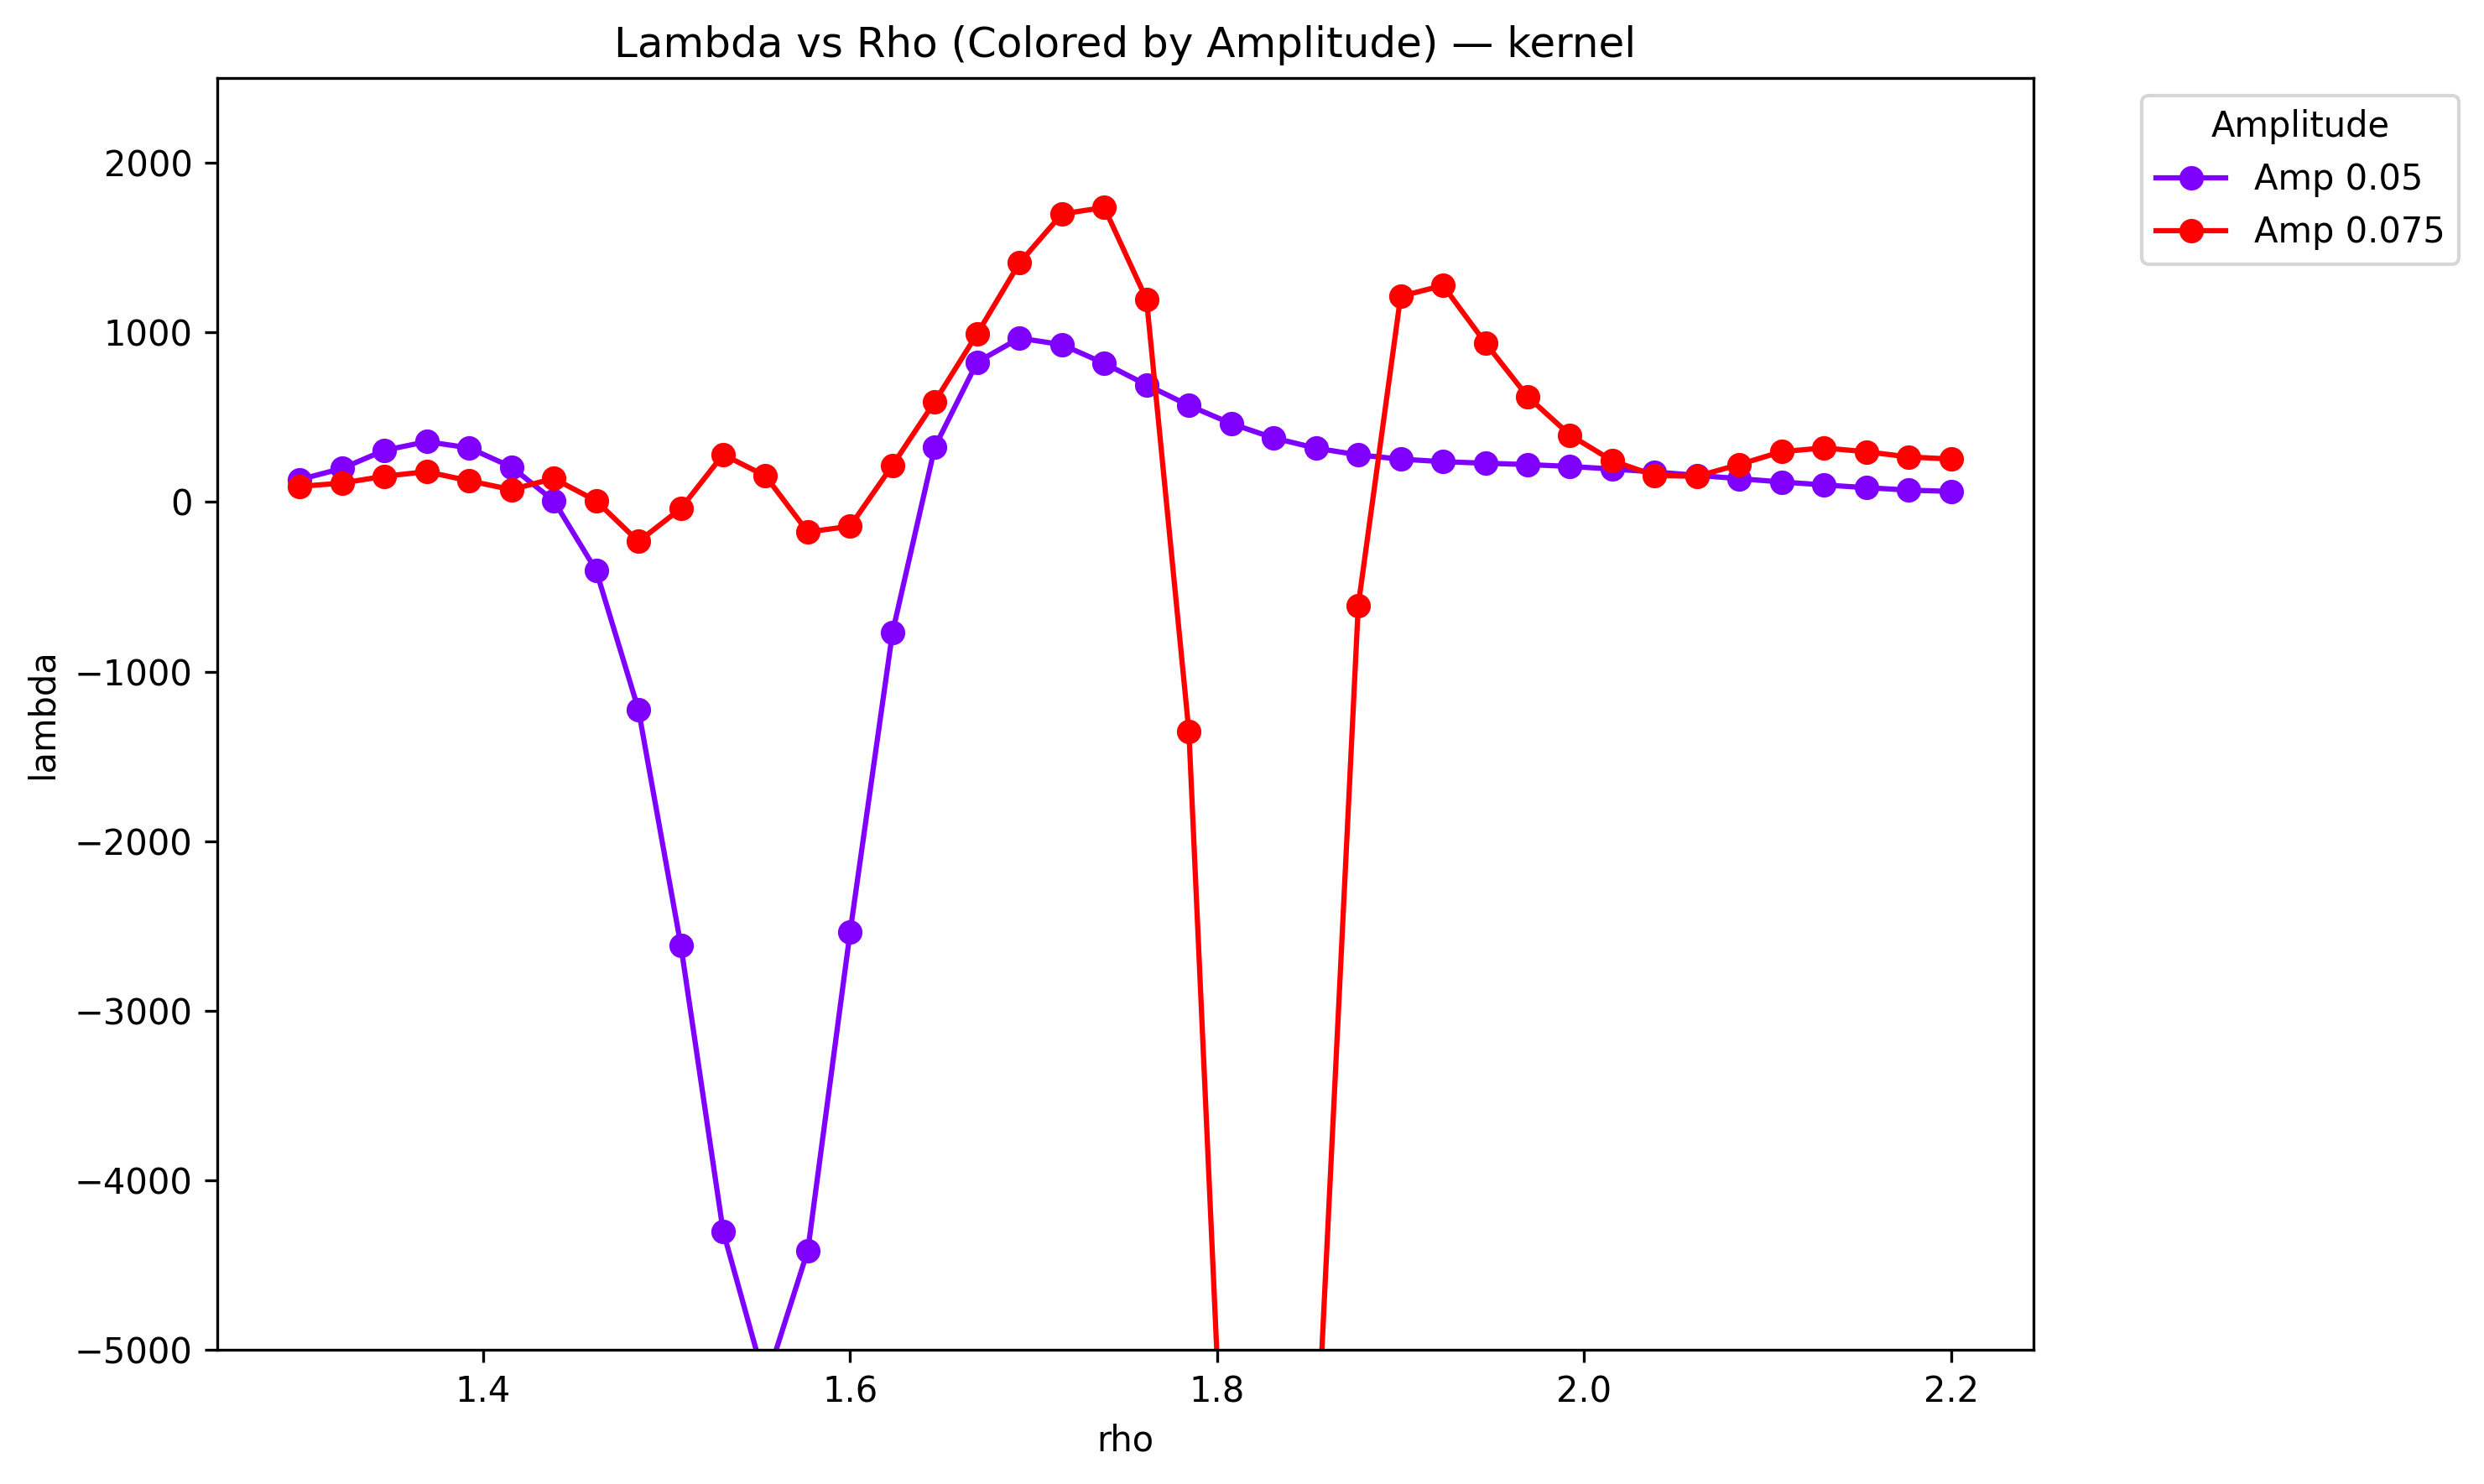 Lambda vs Rho (Colored by Amplitude) — kernel
Amplitude
Amp 0.05
Amp 0.075
2000
1000
0
−1000
−2000
−3000
−4000
−5000
lambda
1.4
1.6
1.8
2.0
2.2
rho